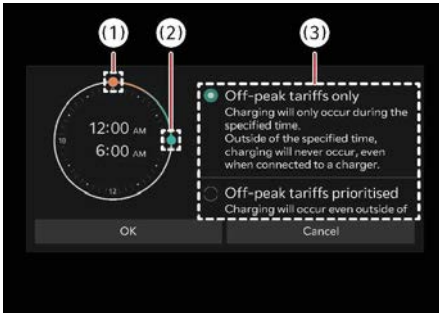 (1)
(2)
(3)
12:00 AM
6:00 AM
18
12
Off-peak tariffs only
Charging will only occur during the
specified time.
Outside of the specified time,
charging will never occur, even
when connected to a charger.
Off-peak tariffs prioritised
Charging will occur even outside of
OK
Cancel